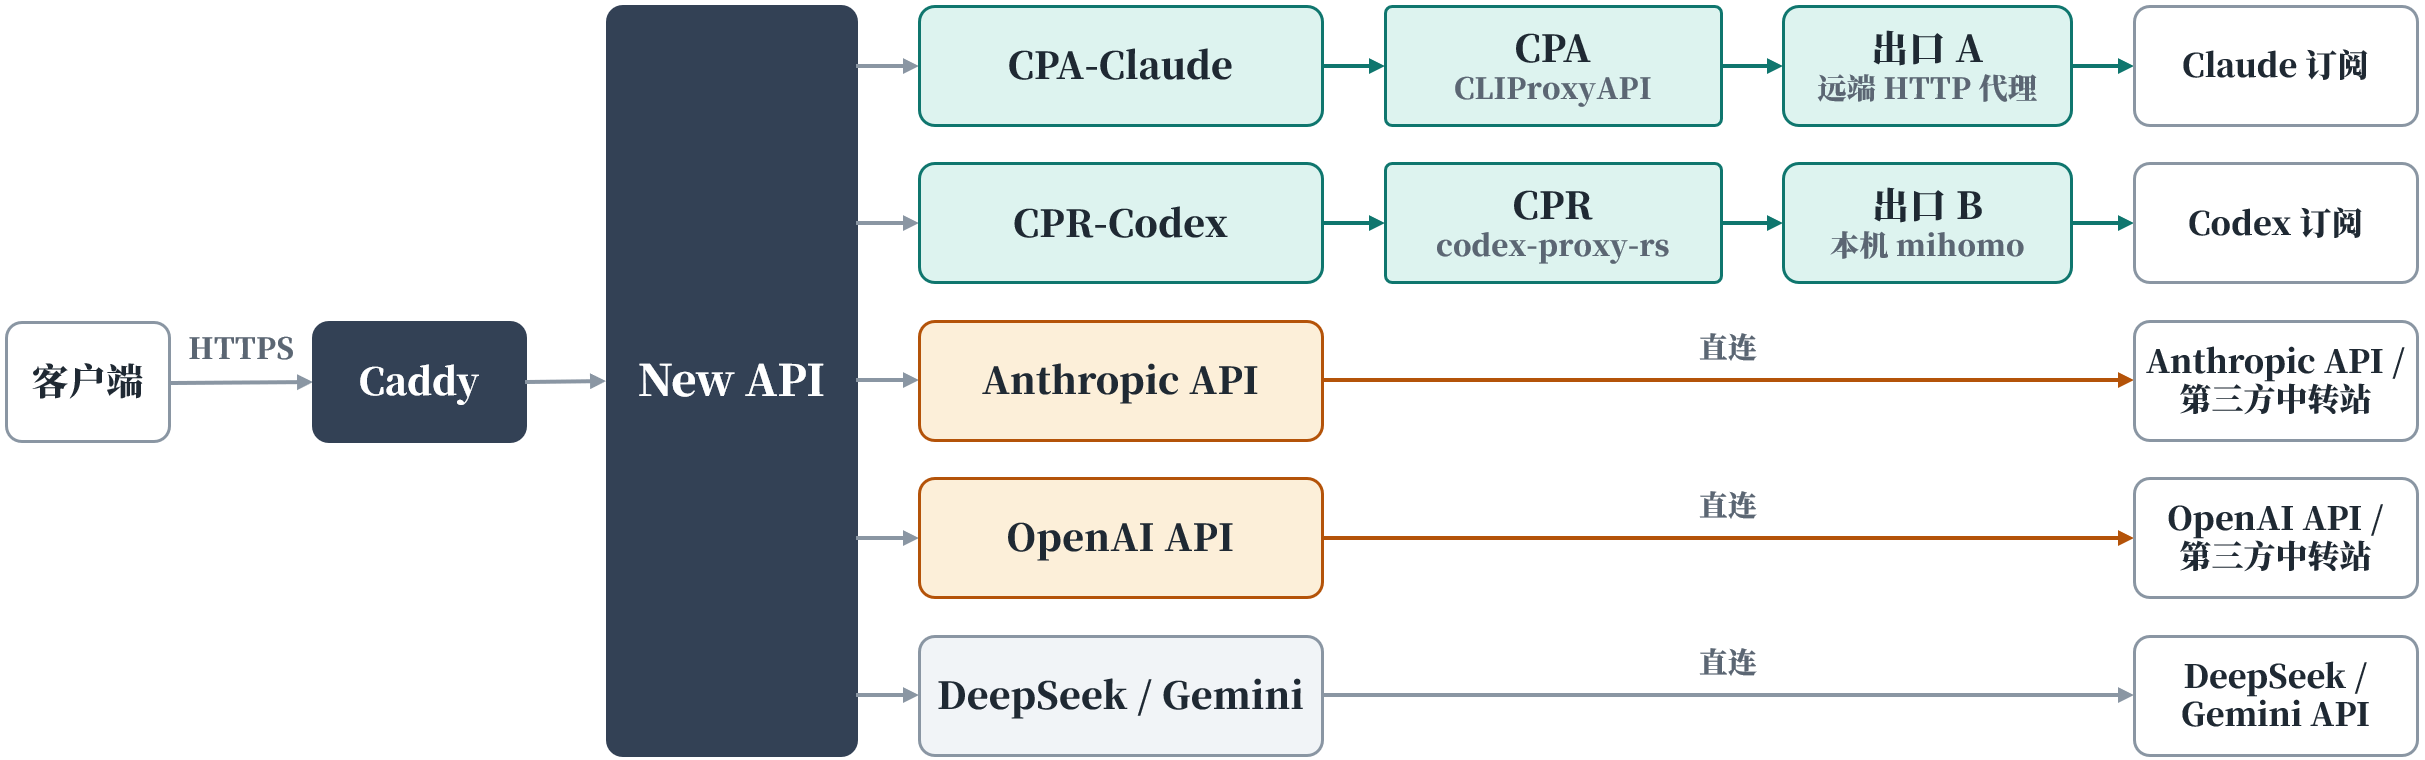 客户端
HTTPS
Caddy
New API
CPA-Claude
CPA
CLIProxyAPI
出口 A
远端 HTTP 代理
Claude 订阅
CPR-Codex
CPR
codex-proxy-rs
出口 B
本机 mihomo
Codex 订阅
Anthropic API
直连
Anthropic API /
第三方中转站
OpenAI API
直连
OpenAI API /
第三方中转站
DeepSeek / Gemini
直连
DeepSeek /
Gemini API